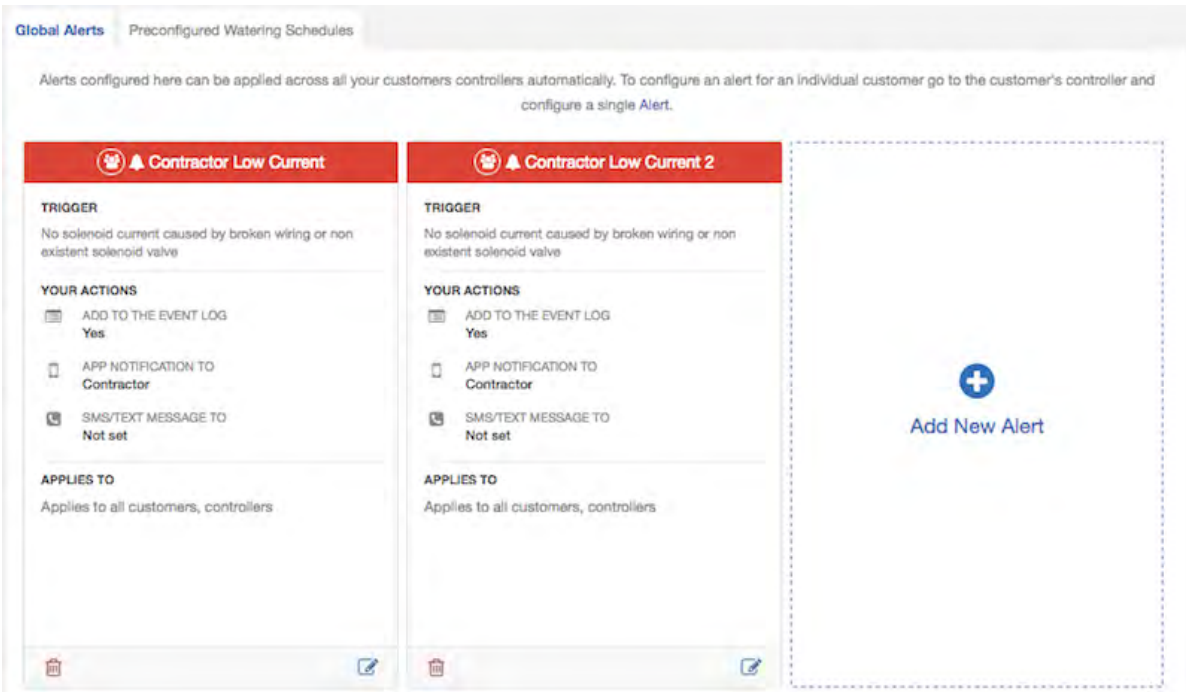 Global Alerts Preconfigured Watering Schedules
Alerts configured here can be applied across all your customers controllers automatically. To configure an alert for an individual customer go to the customer's controller and
configure a single Alert.
Contractor Low Current
TRIGGER
No solenoid current caused by broken wiring or non
existent solenoid valve
YOUR ACTIONS
ADD TO THE EVENT LOG
Yes
APP NOTIFICATION TO
Contractor
SMS/TEXT MESSAGE TO
Not set
APPLIES TO
Applies to all customers, controllers
Contractor Low Current 2
TRIGGER
No solenoid current caused by broken wiring or non
existent solenoid valve
YOUR ACTIONS
ADD TO THE EVENT LOG
Yes
APP NOTIFICATION TO
Contractor
SMS/TEXT MESSAGE TO
Not set
APPLIES TO
Applies to all customers, controllers
Add New Alert